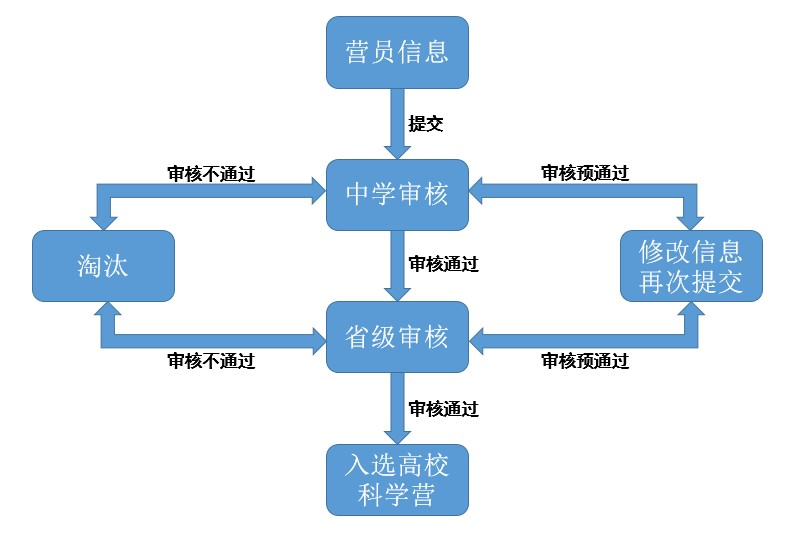 营员信息
提交
审核不通过
审核预通过
中学审核
审核通过
淘汰
修改信息
再次提交
省级审核
审核不通过
审核预通过
审核通过
入选高校
科学营